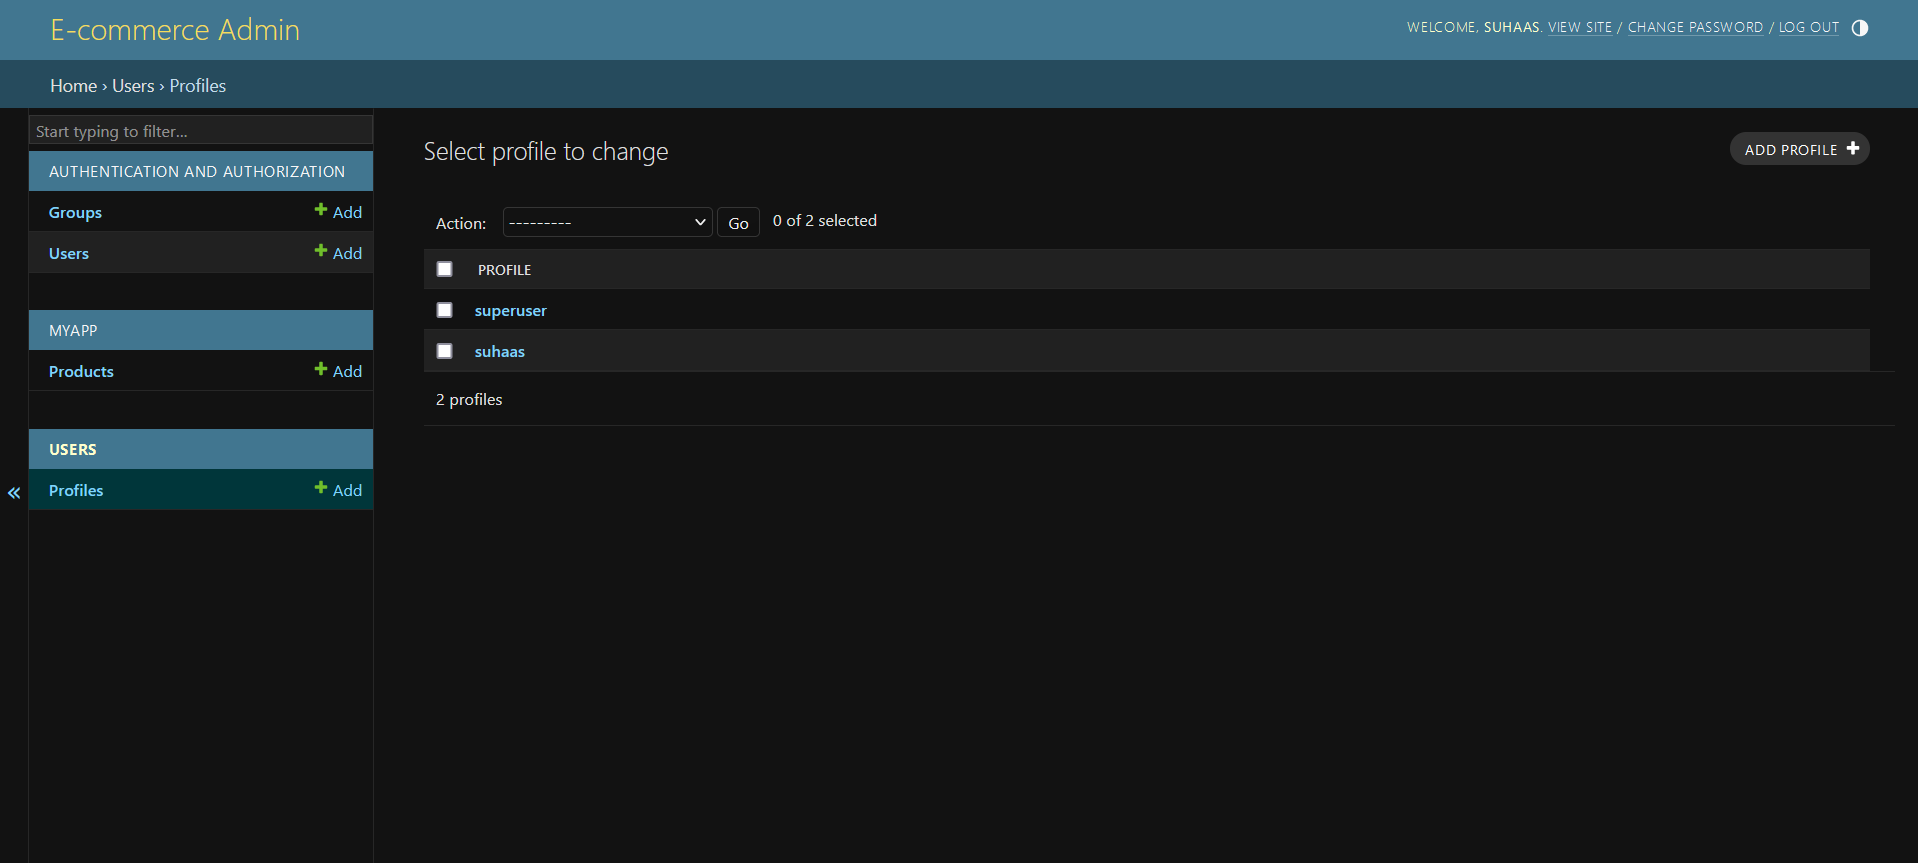 E-commerce Admin
WELCOME, SUHAAS. VIEW SITE / CHANGE PASSWORD / LOG OUT
Home › Users › Profiles
Start typing to filter...
AUTHENTICATION AND AUTHORIZATION
Groups + Add
Users + Add
MYAPP
Products + Add
USERS
Profiles + Add
«
Select profile to change
ADD PROFILE +
Action: --------- Go 0 of 2 selected
PROFILE
superuser
suhaas
2 profiles